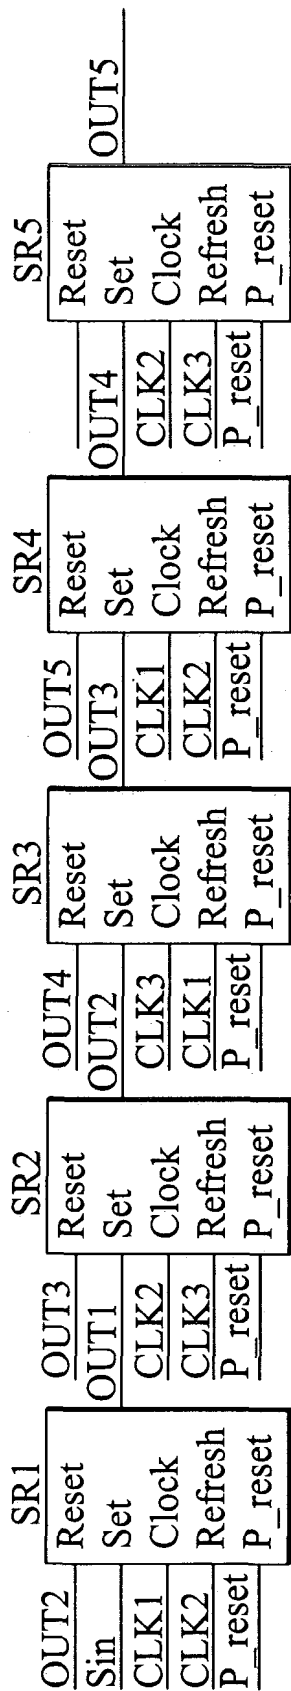 SR1
OUT2
Sin
CLK1
CLK2
P_reset
Reset
Set
Clock
Refresh
P_reset
SR2
OUT3
OUT1
CLK2
CLK3
P_reset
Reset
Set
Clock
Refresh
P_reset
SR3
OUT4
OUT2
CLK3
CLK1
P_reset
Reset
Set
Clock
Refresh
P_reset
SR4
OUT5
OUT3
CLK1
CLK2
P_reset
Reset
Set
Clock
Refresh
P_reset
SR5
OUT4
CLK2
CLK3
P_reset
Reset
Set
Clock
Refresh
P_reset
OUT5